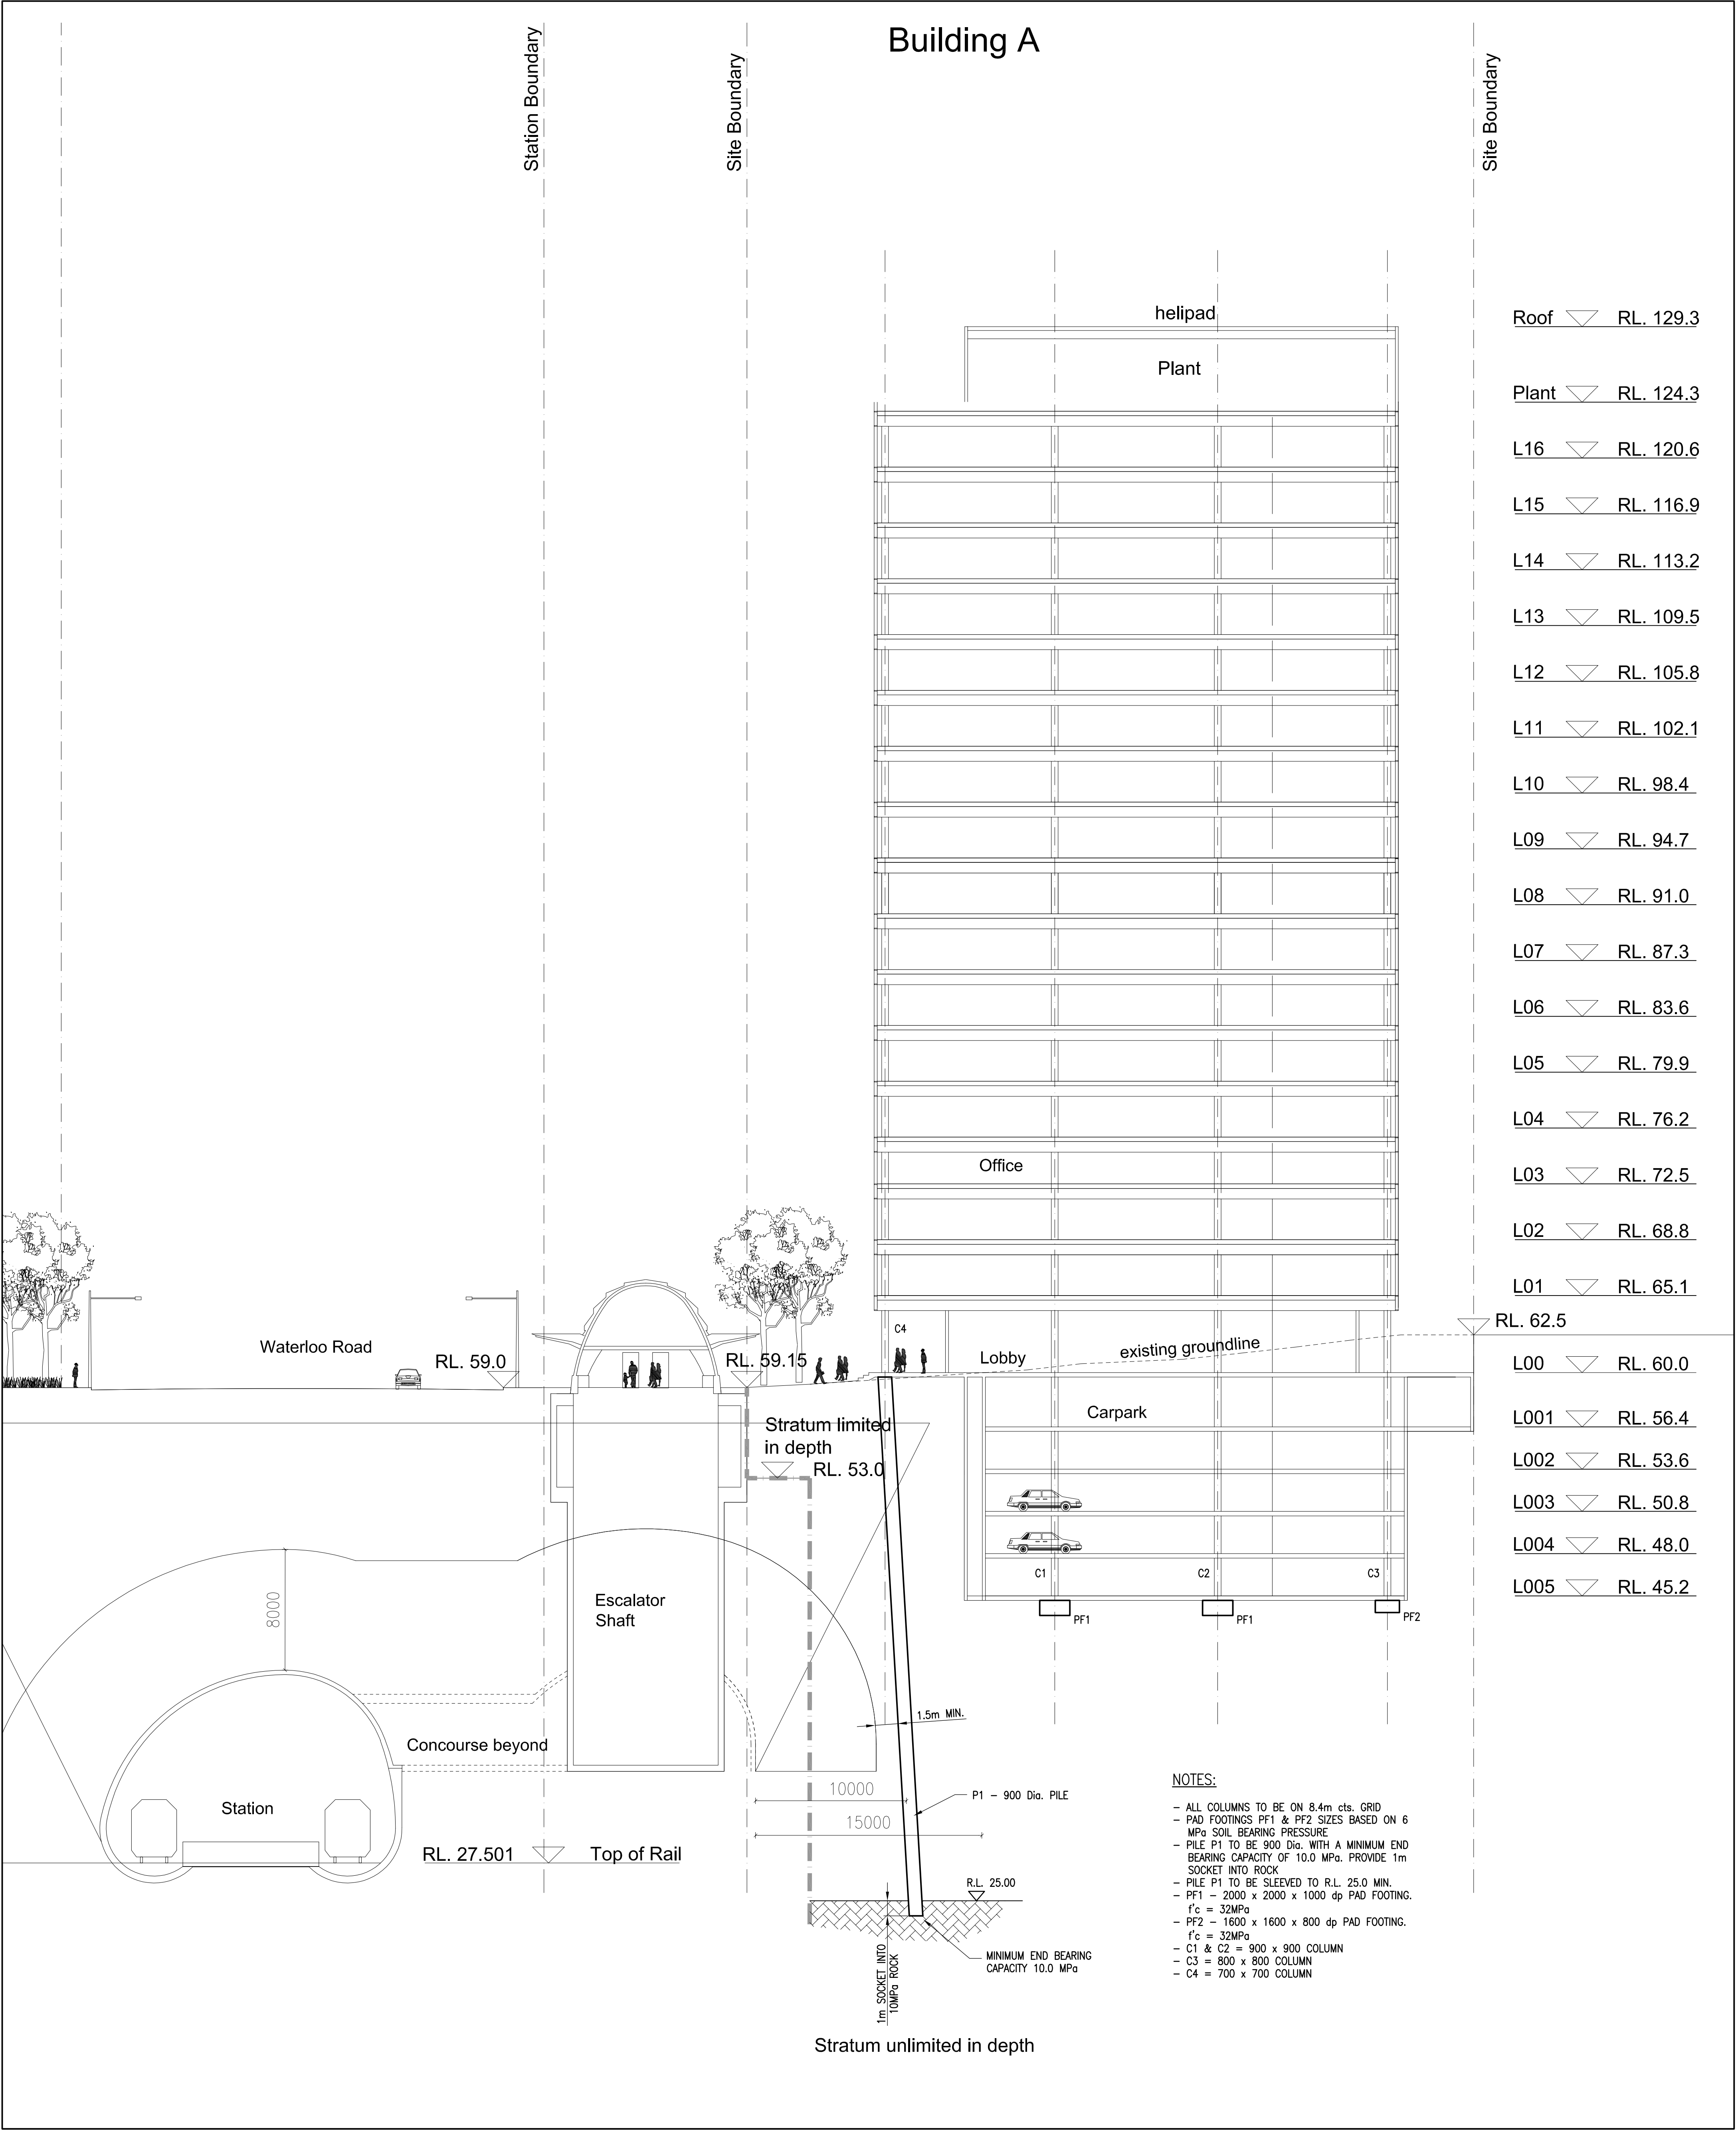 Building A
Station Boundary
Site Boundary
Site Boundary
helipad
Plant
Roof RL. 129.3
Plant RL. 124.3
L16 RL. 120.6
L15 RL. 116.9
L14 RL. 113.2
L13 RL. 109.5
L12 RL. 105.8
L11 RL. 102.1
L10 RL. 98.4
L09 RL. 94.7
L08 RL. 91.0
L07 RL. 87.3
L06 RL. 83.6
L05 RL. 79.9
L04 RL. 76.2
Office
L03 RL. 72.5
L02 RL. 68.8
L01 RL. 65.1
RL. 62.5
C4
Waterloo Road
RL. 59.0
RL. 59.15
Lobby
existing groundline
L00 RL. 60.0
Carpark
L001 RL. 56.4
Stratum limited
in depth
RL. 53.0
L002 RL. 53.6
L003 RL. 50.8
L004 RL. 48.0
C1
C2
C3
L005 RL. 45.2
8000
Escalator
Shaft
PF1
PF1
PF2
1.5m MIN.
Concourse beyond
10000
P1 - 900 Dia. PILE
15000
Station
RL. 27.501
Top of Rail
R.L. 25.00
NOTES:
- ALL COLUMNS TO BE ON 8.4m cts. GRID
- PAD FOOTINGS PF1 & PF2 SIZES BASED ON 6
MPa SOIL BEARING PRESSURE
- PILE P1 TO BE 900 Dia. WITH A MINIMUM END
BEARING CAPACITY OF 10.0 MPa. PROVIDE 1m
SOCKET INTO ROCK
- PILE P1 TO BE SLEEVED TO R.L. 25.0 MIN.
- PF1 - 2000 x 2000 x 1000 dp PAD FOOTING.
f'c = 32MPa
- PF2 - 1600 x 1600 x 800 dp PAD FOOTING.
f'c = 32MPa
- C1 & C2 = 900 x 900 COLUMN
- C3 = 800 x 800 COLUMN
- C4 = 700 x 700 COLUMN
MINIMUM END BEARING
CAPACITY 10.0 MPa
1m SOCKET INTO
10MPa ROCK
Stratum unlimited in depth